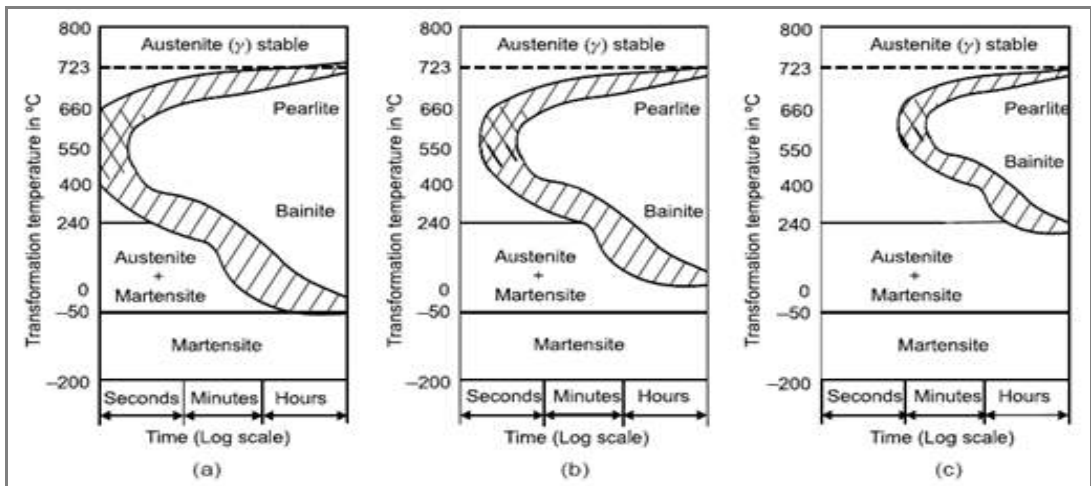 Transformation temperature in °C
800
723
660
550
400
240
0
–50
–200
Austenite (γ) stable
Pearlite
Bainite
Austenite
+
Martensite
Martensite
Seconds
Minutes
Hours
Time (Log scale)
(a)
Transformation temperature in °C
800
723
660
550
400
240
0
–50
–200
Austenite (γ) stable
Pearlite
Bainite
Austenite
+
Martensite
Martensite
Seconds
Minutes
Hours
Time (Log scale)
(b)
Transformation temperature in °C
800
723
660
550
400
240
0
–50
–200
Austenite (γ) stable
Pearlite
Bainite
Austenite
+
Martensite
Martensite
Seconds
Minutes
Hours
Time (Log scale)
(c)